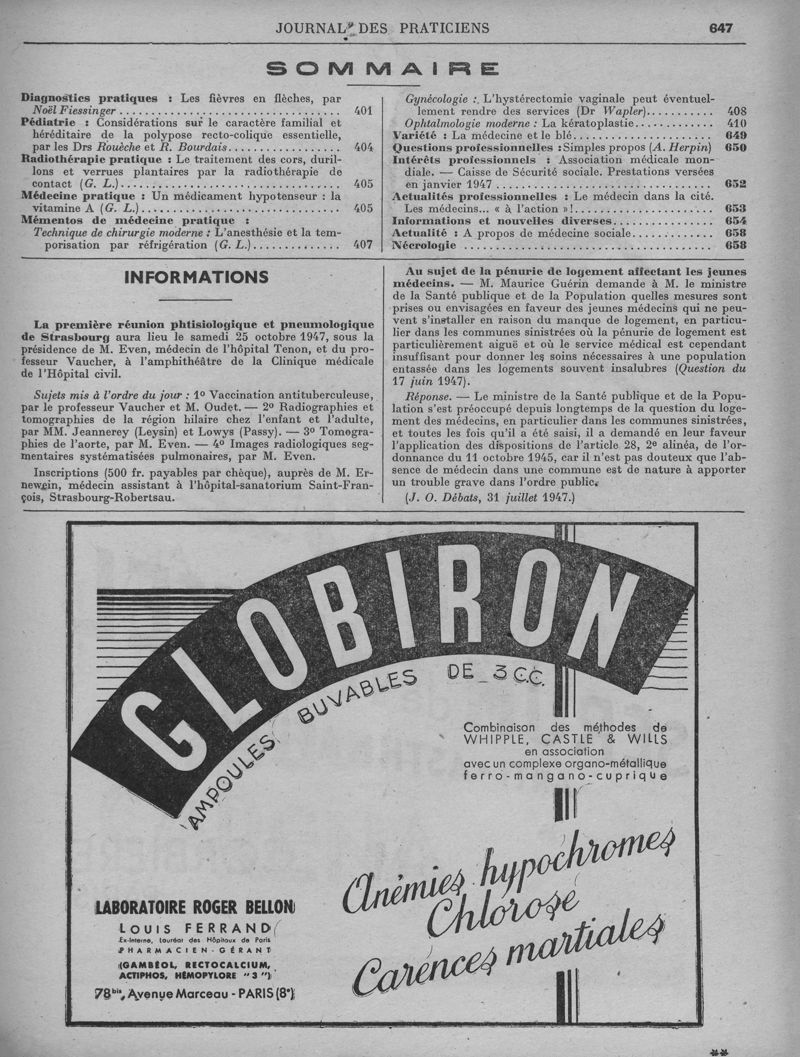 JOURNAL DES PRATICIENS
647
SOMMAIRE
Diagnostics pratiques : Les fièvres en flèches, par
Noël Fiessinger .................................. 401
Pédiatrie : Considérations sur le caractère familial et
héréditaire de la polypose recto-colique essentielle,
par les Drs Rouèche et R. Bourdais................. 404
Radiothérapie pratique : Le traitement des cors, duril-
lons et verrues plantaires par la radiothérapie de
contact (G. L.).................................. 405
Médecine pratique : Un médicament hypotenseur : la
vitamine A (G. L.)............................... 405
Mémentos de médecine pratique :
Technique de chirurgie moderne : L'anesthésie et la tem-
porisation par réfrigération (G. L.).............. 407
Gynécologie : L'hystérectomie vaginale peut éventuel-
lement rendre des services (Dr Wapler)........... 408
Ophtalmologie moderne : La kératoplastie............ 410
Variété : La médecine et le blé..................... 649
Questions professionnelles : Simples propos (A. Herpin) 650
Intérêts professionnels : Association médicale mon-
diale. — Caisse de Sécurité sociale. Prestations versées
en janvier 1947 ................................. 652
Actualités professionnelles : Le médecin dans la cité.
Les médecins... « à l'action »!.................... 653
Informations et nouvelles diverses............... 654
Actualité : A propos de médecine sociale............ 658
Nécrologie ...................................... 658
INFORMATIONS
La première réunion phtisiologique et pneumologique
de Strasbourg aura lieu le samedi 25 octobre 1947, sous la
présidence de M. Even, médecin de l'hôpital Tenon, et du pro-
fesseur Vaucher, à l'amphithéâtre de la Clinique médicale
de l'Hôpital civil.
Sujets mis à l'ordre du jour : 1º Vaccination antituberculeuse,
par le professeur Vaucher et M. Oudet. — 2º Radiographies et
tomographies de la région hilaire chez l'enfant et l'adulte,
par MM. Jeannerey (Leysin) et Lowys (Passy). — 3º Tomogra-
phies de l'aorte, par M. Even. — 4º Images radiologiques seg-
mentaires systématisées pulmonaires, par M. Even.
Inscriptions (500 fr. payables par chèque), auprès de M. Er-
newein, médecin assistant à l'hôpital-sanatorium Saint-Fran-
çois, Strasbourg-Robertsau.
Au sujet de la pénurie de logement affectant les jeunes
médecins. — M. Maurice Guérin demande à M. le ministre
de la Santé publique et de la Population quelles mesures sont
prises ou envisagées en faveur des jeunes médecins qui ne peu-
vent s'installer en raison du manque de logement, en particu-
lier dans les communes sinistrées où la pénurie de logement est
particulièrement aiguë et où le service médical est cependant
insuffisant pour donner les soins nécessaires à une population
entassée dans les logements souvent insalubres (Question du
17 juin 1947).
Réponse. — Le ministre de la Santé publique et de la Popu-
lation s'est préoccupé depuis longtemps de la question du loge-
ment des médecins, en particulier dans les communes sinistrées,
et toutes les fois qu'il a été saisi, il a demandé en leur faveur
l'application des dispositions de l'article 28, 2e alinéa, de l'or-
donnance du 11 octobre 1945, car il n'est pas douteux que l'ab-
sence de médecin dans une commune est de nature à apporter
un trouble grave dans l'ordre public.
(J. O. Débats, 31 juillet 1947.)
GLOBIRON
AMPOULES BUVABLES DE 3 C.C.
Combinaison des méthodes de
WHIPPLE, CASTLE & WILLS
en association
avec un complexe organo-métallique
ferro-mangano-cuprique
Anémies hypochromes
Chlorose
Carences martiales
LABORATOIRE ROGER BELLON
LOUIS FERRAND
Ex-Interne, Lauréat des Hôpitaux de Paris
PHARMACIEN-GÉRANT
(GAMBÉOL, RECTOCALCIUM,
ACTIPHOS, HÉMOPYLORE "3")
78 bis, Avenue Marceau - PARIS (8e)
**